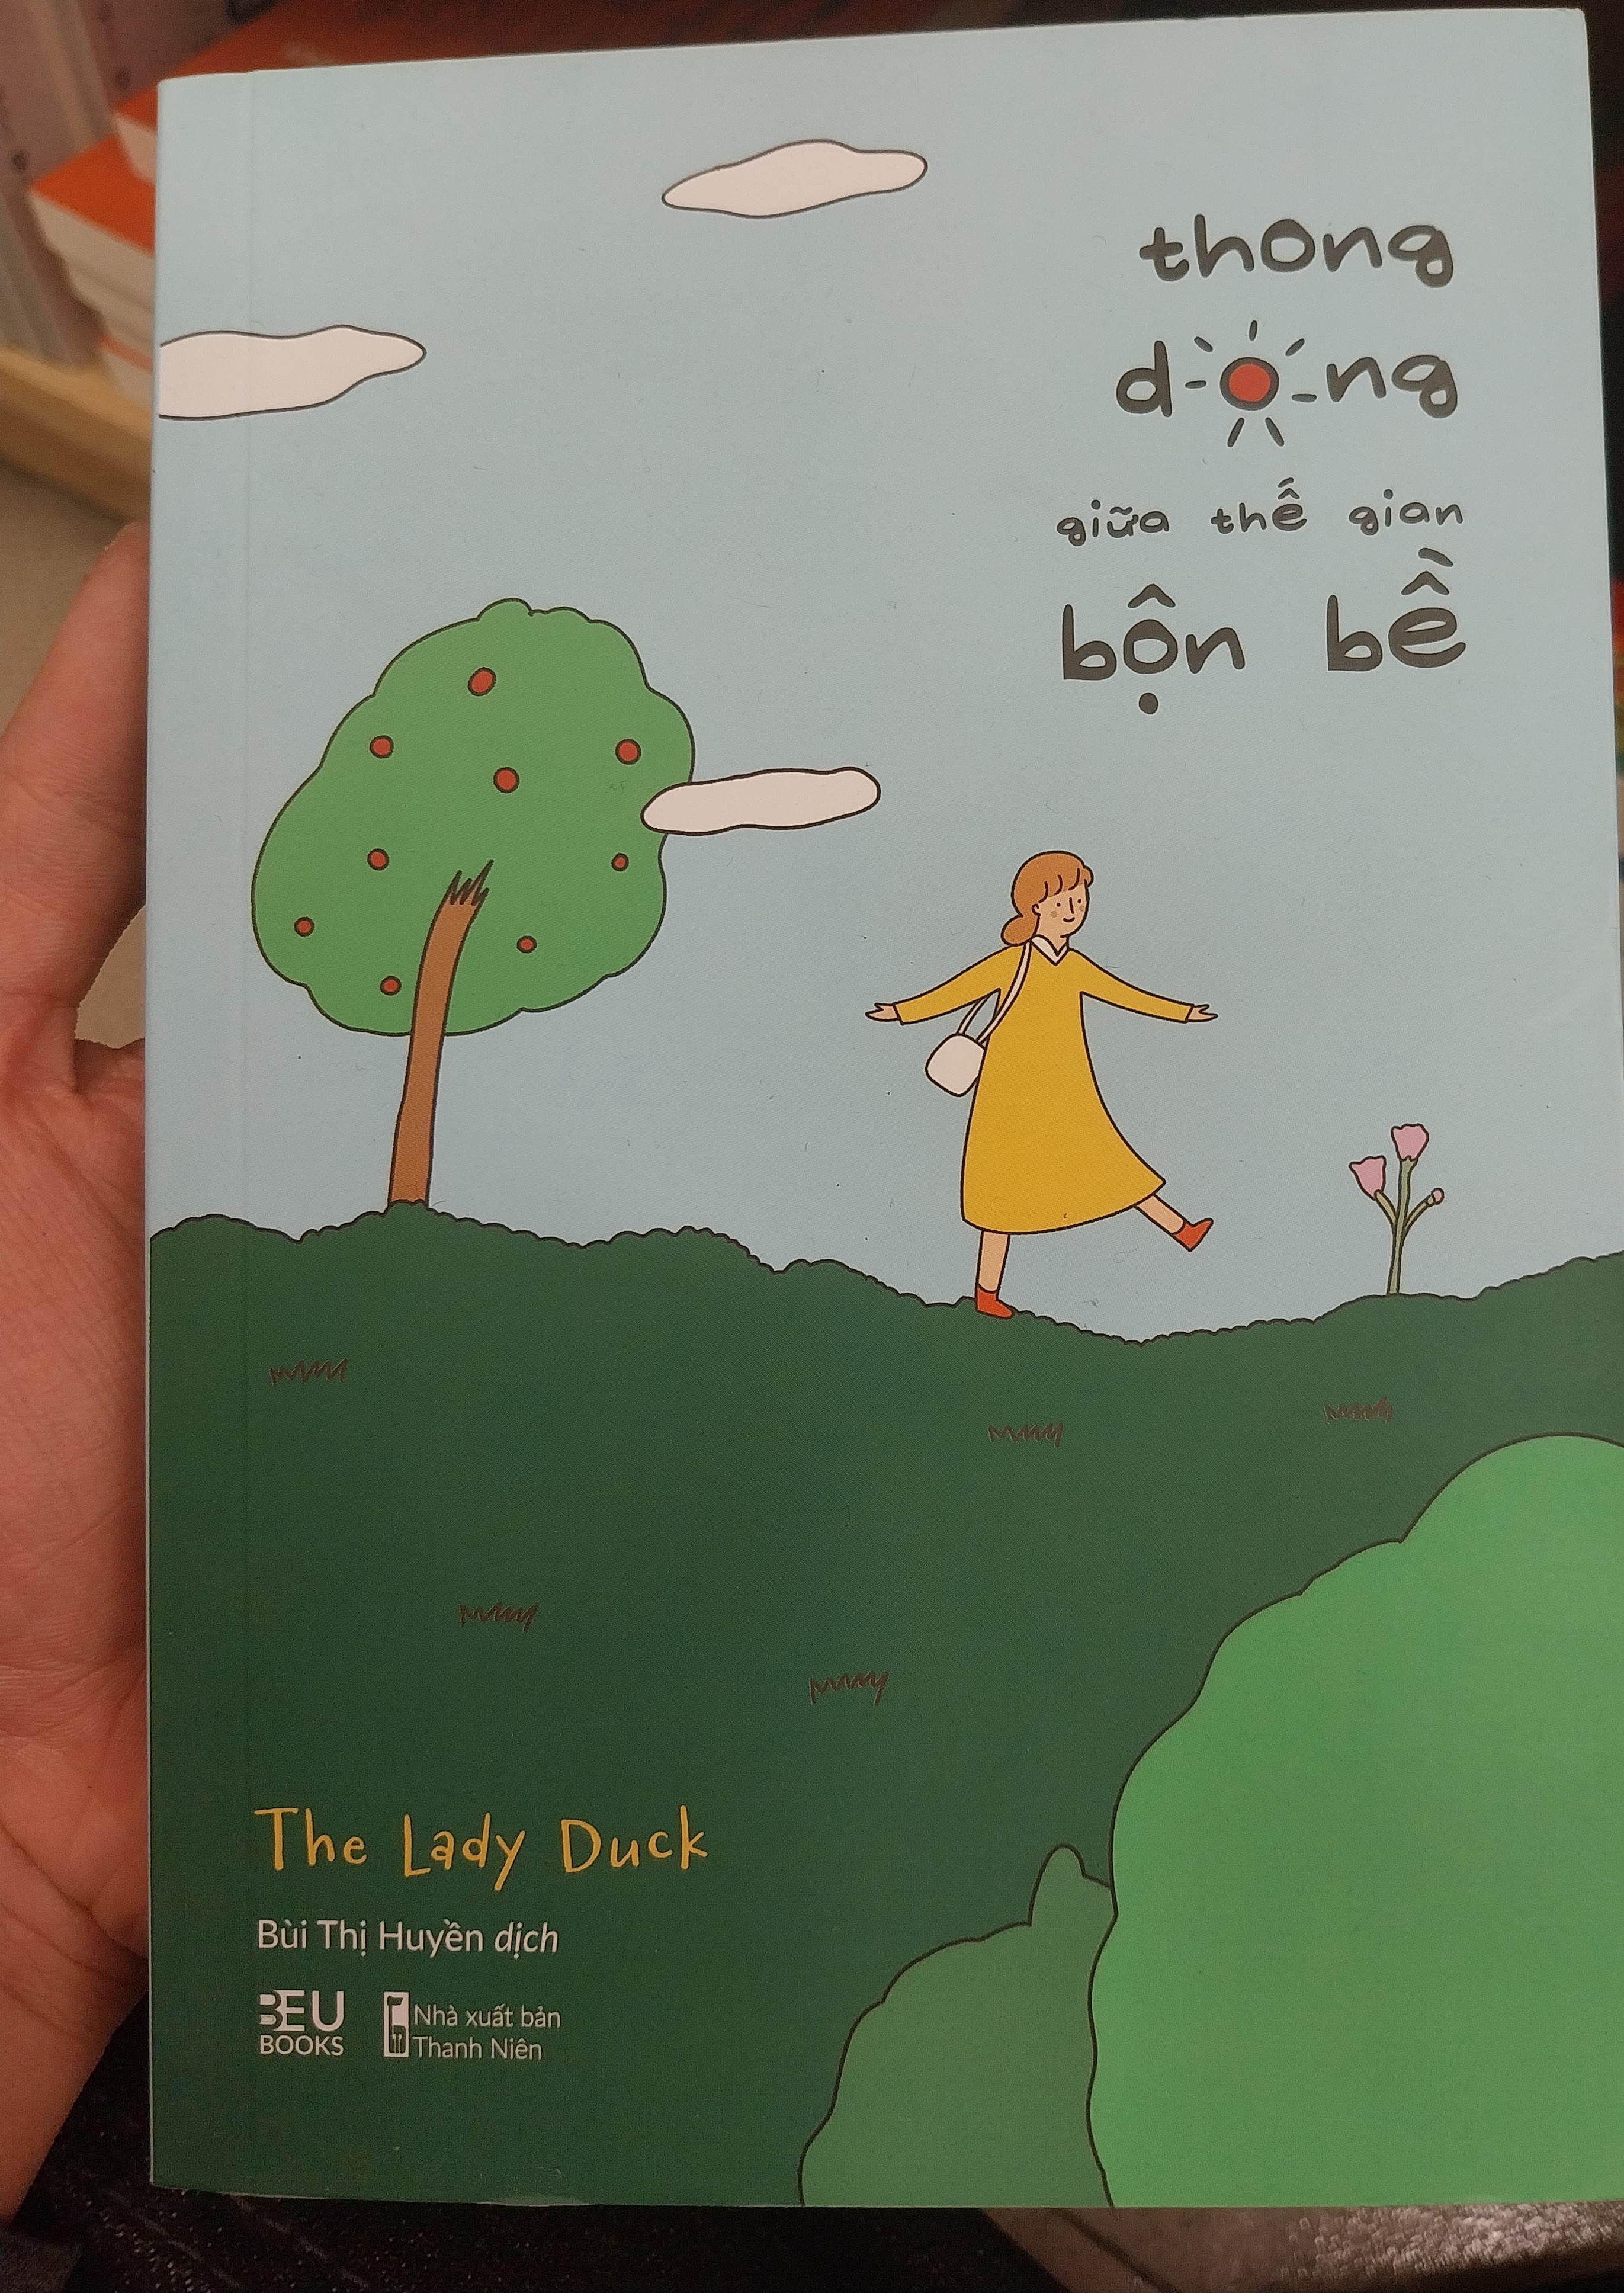 thong
dong
giữa thế gian
bộn bề
The Lady Duck
Bùi Thị Huyền dịch
BEU
BOOKS
Nhà xuất bản
Thanh Niên